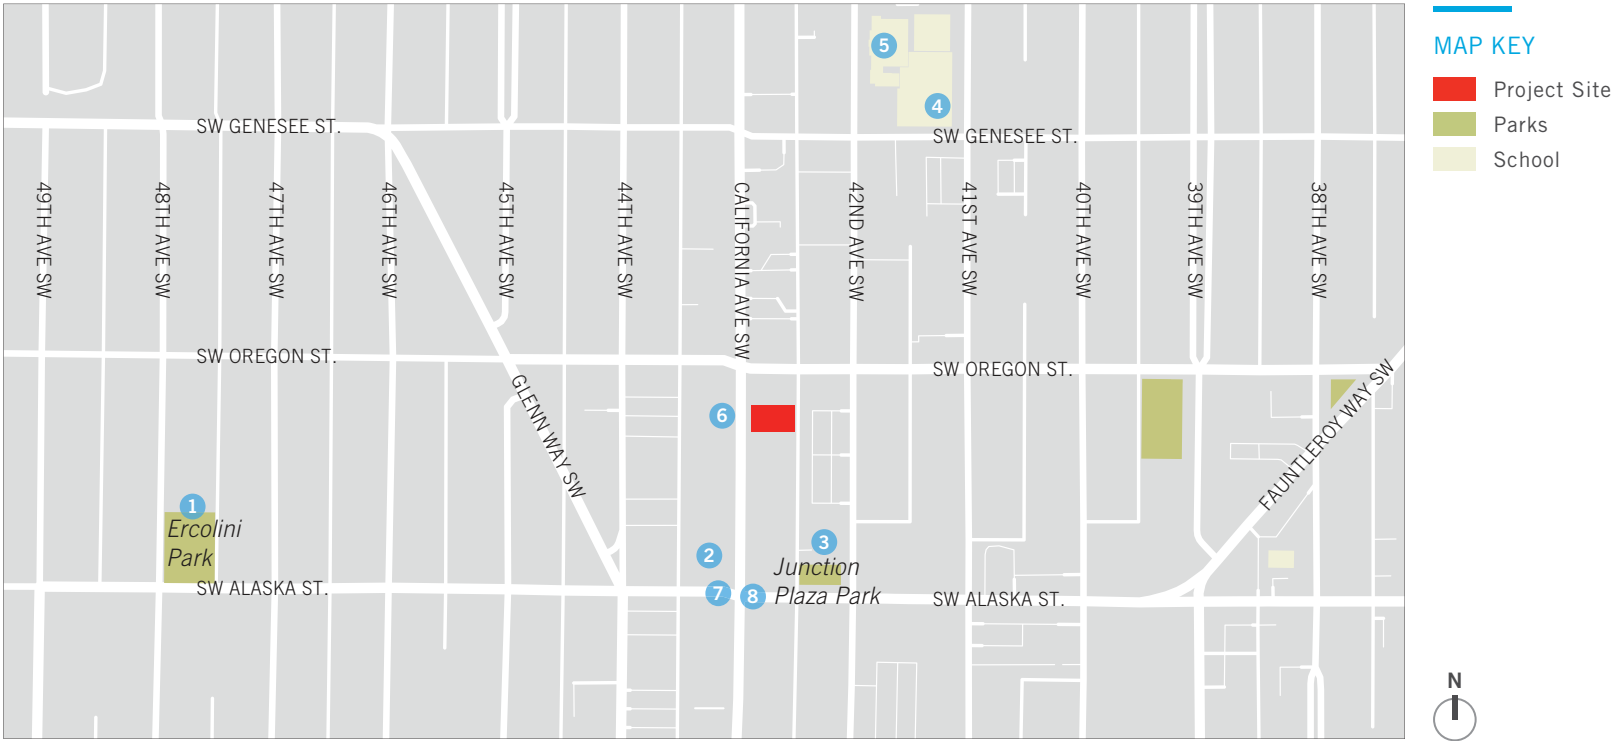 MAP KEY
Project Site
Parks
School
N
5
4
SW GENESEE ST.
SW GENESEE ST.
49TH AVE SW
48TH AVE SW
47TH AVE SW
46TH AVE SW
45TH AVE SW
44TH AVE SW
CALIFORNIA AVE SW
42ND AVE SW
41ST AVE SW
40TH AVE SW
39TH AVE SW
38TH AVE SW
SW OREGON ST.
SW OREGON ST.
GLENN WAY SW
FAUNTLEROY WAY SW
6
1
Ercolini
Park
2
3
Junction
Plaza Park
7
8
SW ALASKA ST.
SW ALASKA ST.